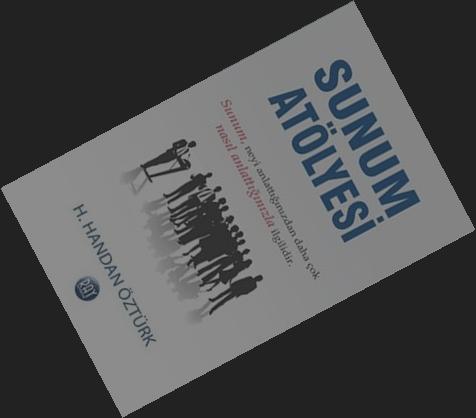 SUNUM
ATÖLYESİ
Sunum, neyi anlattığınızdan daha çok
nasıl anlattığınızla ilgilidir.
H. HANDAN ÖZTÜRK